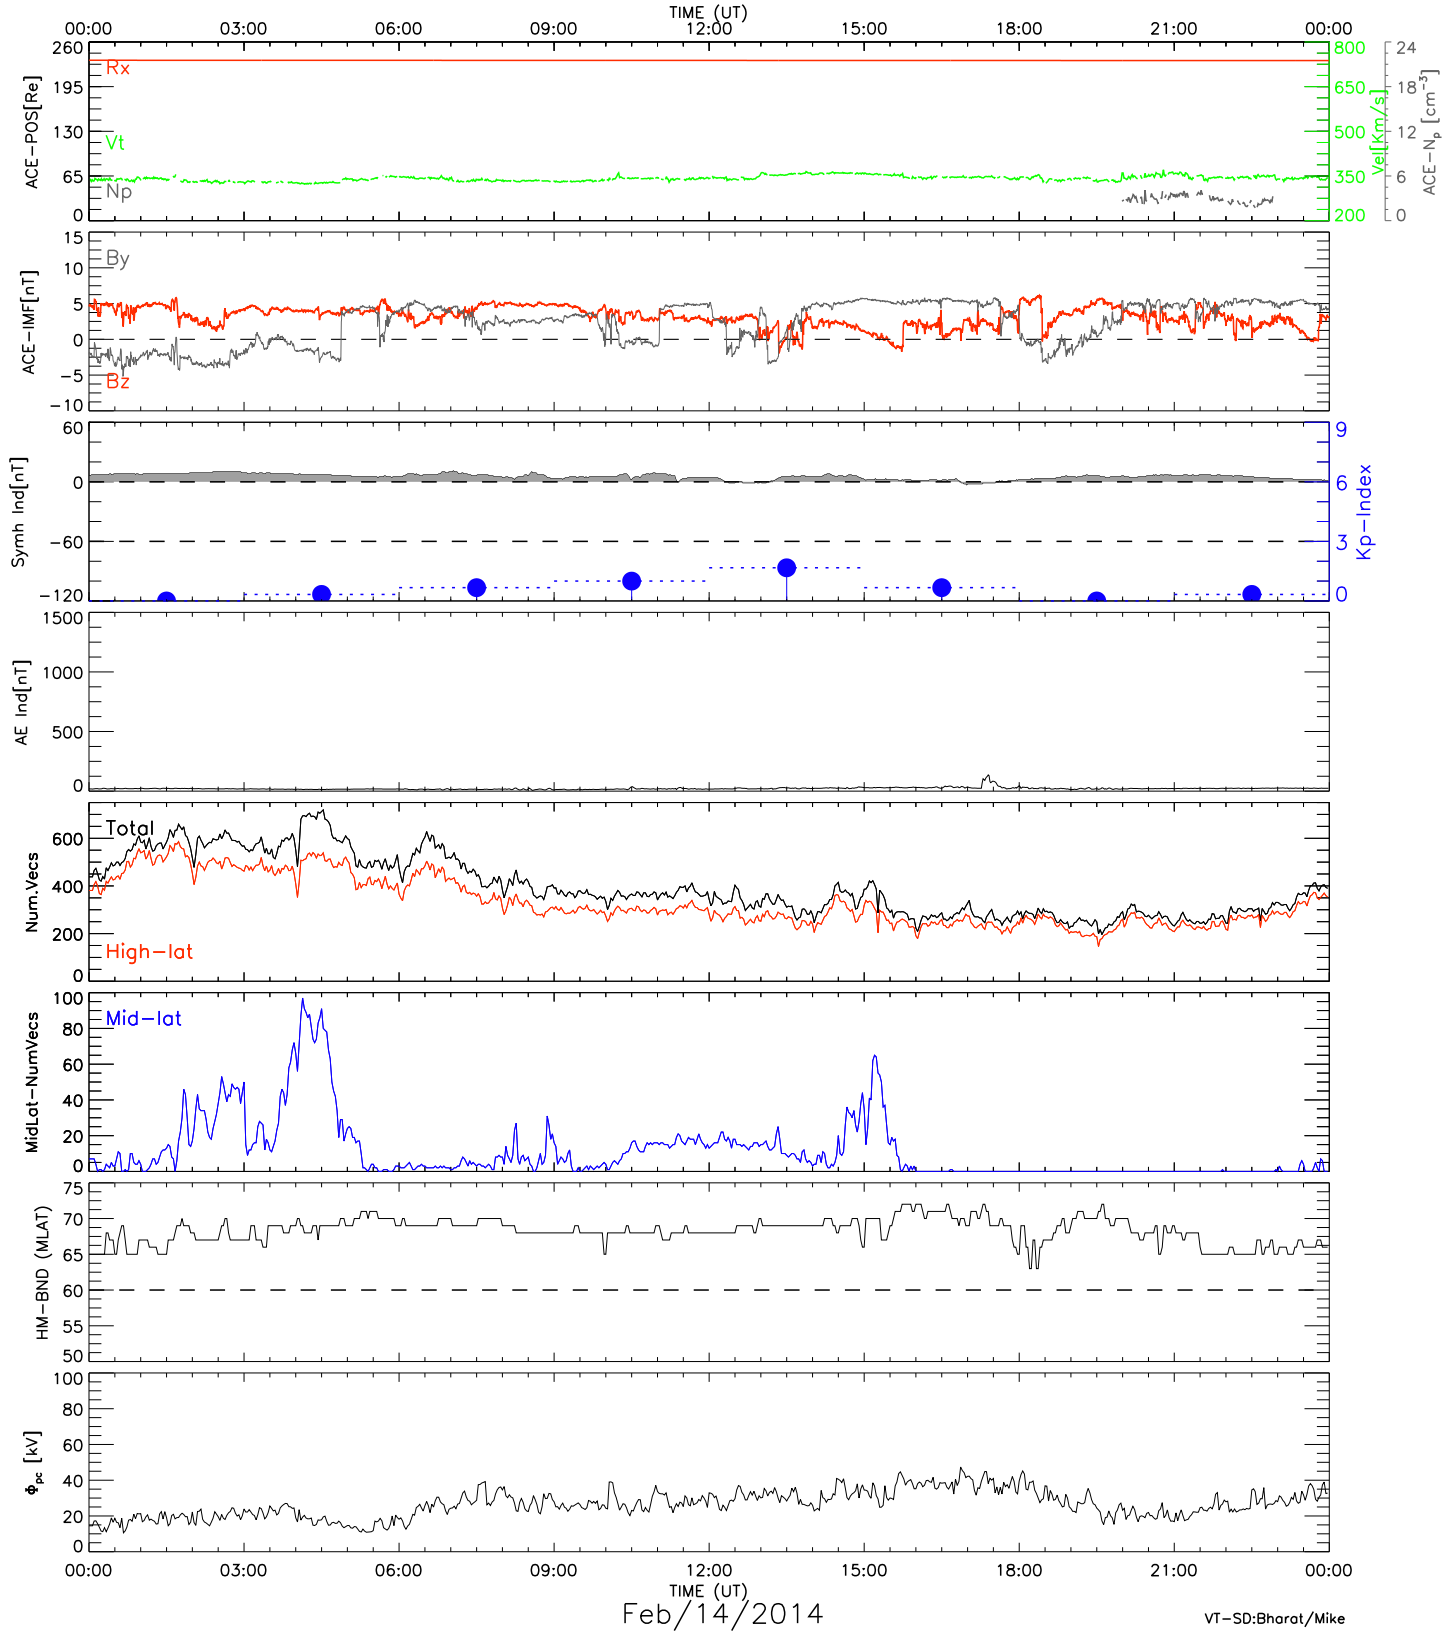 TIME (UT)
00:00 03:00 06:00 09:00 12:00 15:00 18:00 21:00 00:00
ACE-POS[Re]
260
195
130
65
0
Rx
Vt
Np
800
650
500
350
200
Vel[Km/s]
24
18
12
6
0
ACE-Np [cm-3]
ACE-IMF[nT]
15
10
5
0
-5
-10
By
Bz
Symh Ind[nT]
60
0
-60
-120
9
6
3
0
Kp-Index
AE Ind[nT]
1500
1000
500
0
Num.Vecs
600
400
200
0
Total
High-lat
MidLat-NumVecs
100
80
60
40
20
0
Mid-lat
HM-BND (MLAT)
75
70
65
60
55
50
Φpc [kV]
100
80
60
40
20
0
00:00 03:00 06:00 09:00 12:00 15:00 18:00 21:00 00:00
TIME (UT)
Feb/14/2014
VT-SD:Bharat/Mike